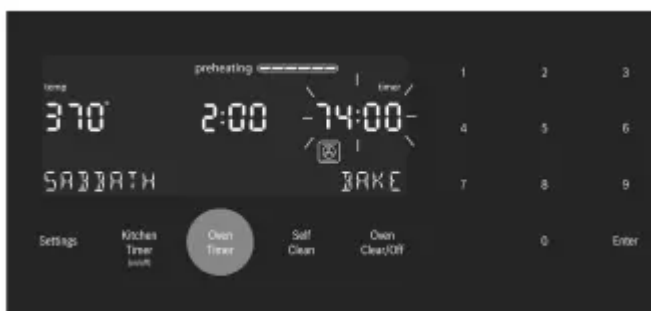 preheating
temp
timer
370°
2:00
74:00
SABBATH
BAKE
Settings
Kitchen
Timer
(on/off)
Oven
Timer
Self
Clean
Oven
Clear/Off
1 2 3
4 5 6
7 8 9
0 Enter